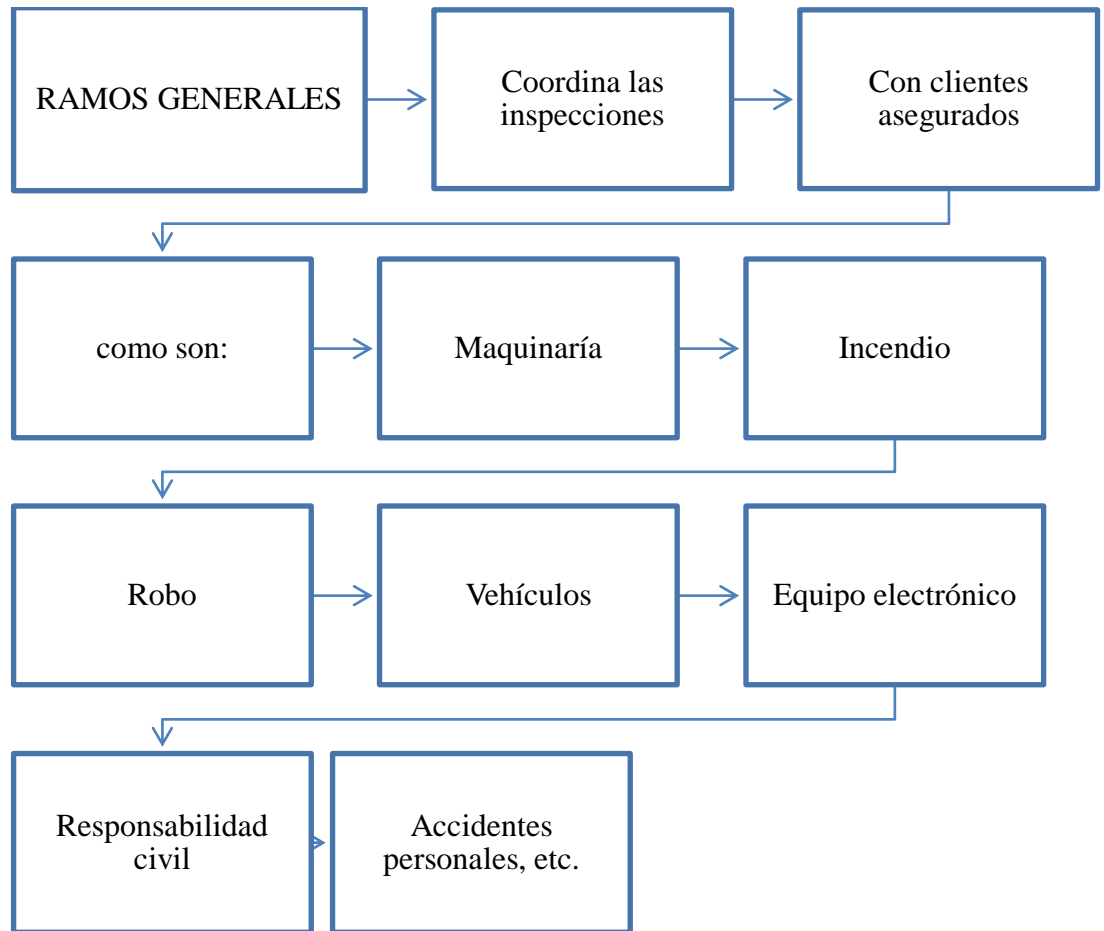 RAMOS GENERALES
Coordina las
inspecciones
Con clientes
asegurados
como son:
Maquinaría
Incendio
Robo
Vehículos
Equipo electrónico
Responsabilidad
civil
Accidentes
personales, etc.